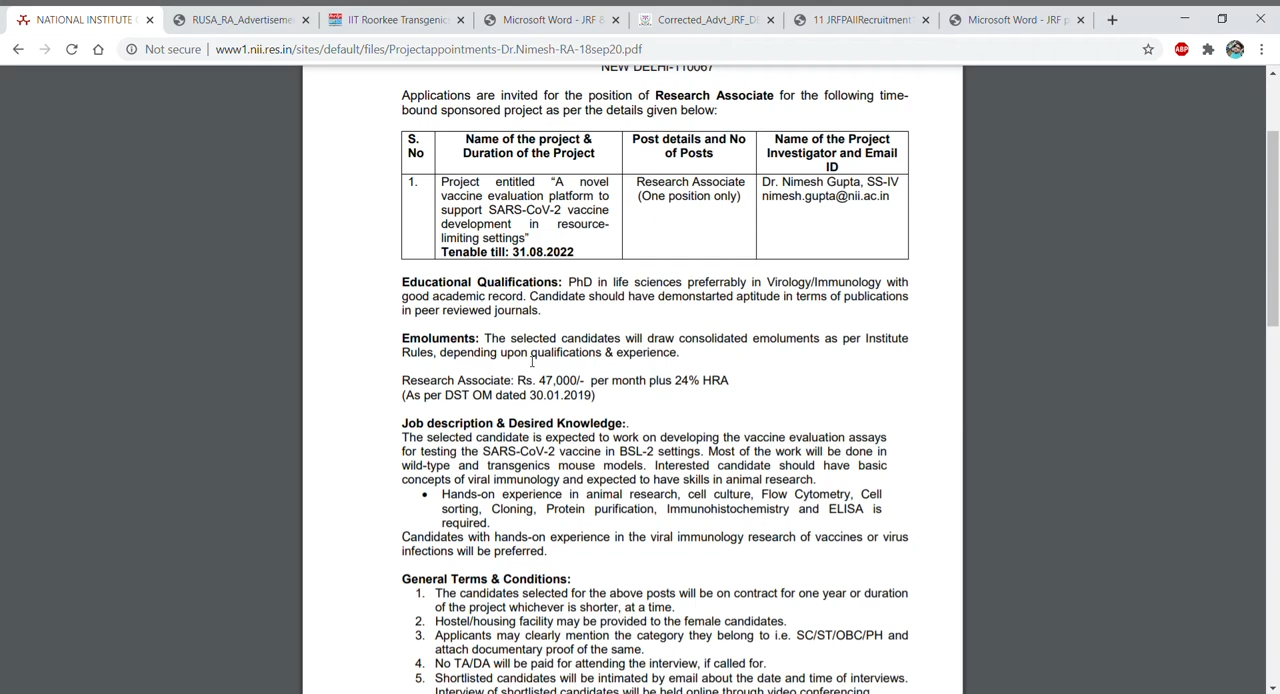 NATIONAL INSTITUTE
RUSA_RA_Advertiseme
IIT Roorkee Transgenics
Microsoft Word - JRF &
Corrected_Advt_JRF_D
11 JRFPAIIRecruitment
Microsoft Word - JRF p
Not secure | www1.nii.res.in/sites/default/files/Projectappointments-Dr.Nimesh-RA-18sep20.pdf
ABP
NEW DELHI-110067
Applications are invited for the position of Research Associate for the following time-
bound sponsored project as per the details given below:
S. No
Name of the project &
Duration of the Project
Post details and No
of Posts
Name of the Project
Investigator and Email
ID
1.
Project entitled “A novel
vaccine evaluation platform to
support SARS-CoV-2 vaccine
development in resource-
limiting settings”
Tenable till: 31.08.2022
Research Associate
(One position only)
Dr. Nimesh Gupta, SS-IV
nimesh.gupta@nii.ac.in
Educational Qualifications: PhD in life sciences preferrably in Virology/Immunology with
good academic record. Candidate should have demonstarted aptitude in terms of publications
in peer reviewed journals.
Emoluments: The selected candidates will draw consolidated emoluments as per Institute
Rules, depending upon qualifications & experience.
Research Associate: Rs. 47,000/- per month plus 24% HRA
(As per DST OM dated 30.01.2019)
Job description & Desired Knowledge:.
The selected candidate is expected to work on developing the vaccine evaluation assays
for testing the SARS-CoV-2 vaccine in BSL-2 settings. Most of the work will be done in
wild-type and transgenics mouse models. Interested candidate should have basic
concepts of viral immunology and expected to have skills in animal research.
• Hands-on experience in animal research, cell culture, Flow Cytometry, Cell
sorting, Cloning, Protein purification, Immunohistochemistry and ELISA is
required.
Candidates with hands-on experience in the viral immunology research of vaccines or virus
infections will be preferred.
General Terms & Conditions:
1. The candidates selected for the above posts will be on contract for one year or duration
of the project whichever is shorter, at a time.
2. Hostel/housing facility may be provided to the female candidates.
3. Applicants may clearly mention the category they belong to i.e. SC/ST/OBC/PH and
attach documentary proof of the same.
4. No TA/DA will be paid for attending the interview, if called for.
5. Shortlisted candidates will be intimated by email about the date and time of interviews.
Interview of shortlisted candidates will be held online through video conferencing